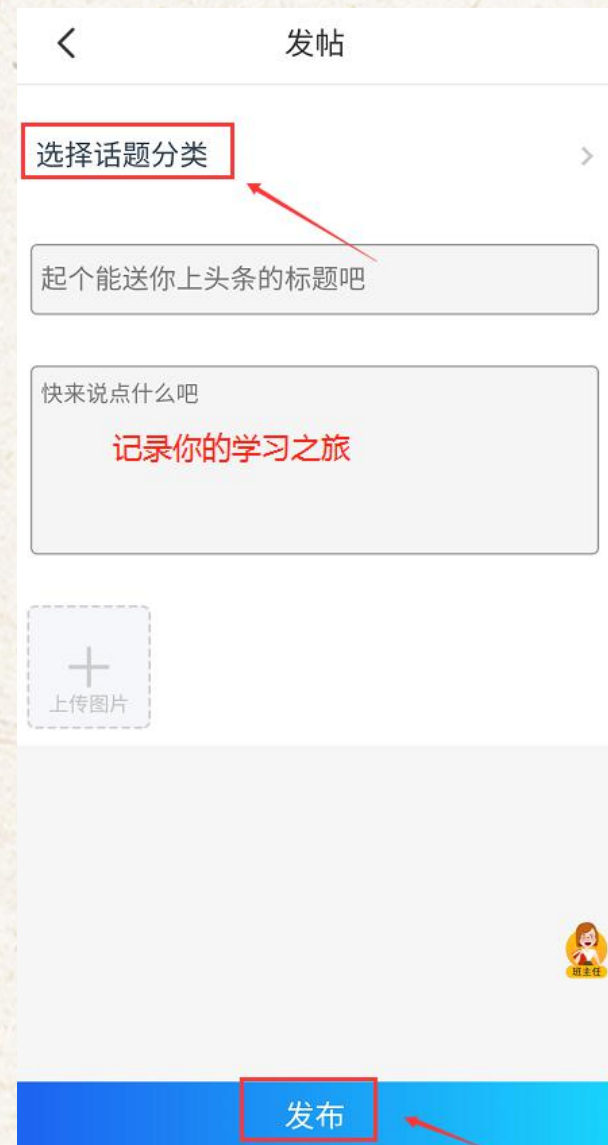 发帖
选择话题分类
起个能送你上头条的标题吧
快来说点什么吧
记录你的学习之旅
上传图片
班主任
发布